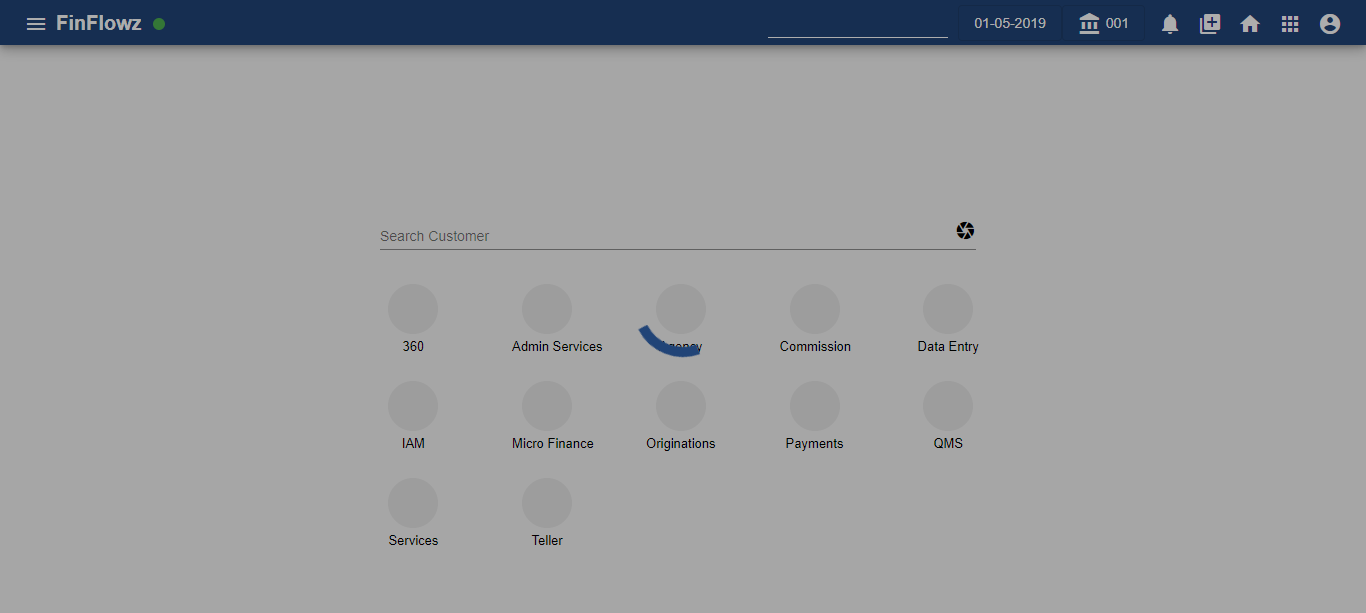 FinFlowz
01-05-2019
001
Search Customer
360
Admin Services
Agency
Commission
Data Entry
IAM
Micro Finance
Originations
Payments
QMS
Services
Teller